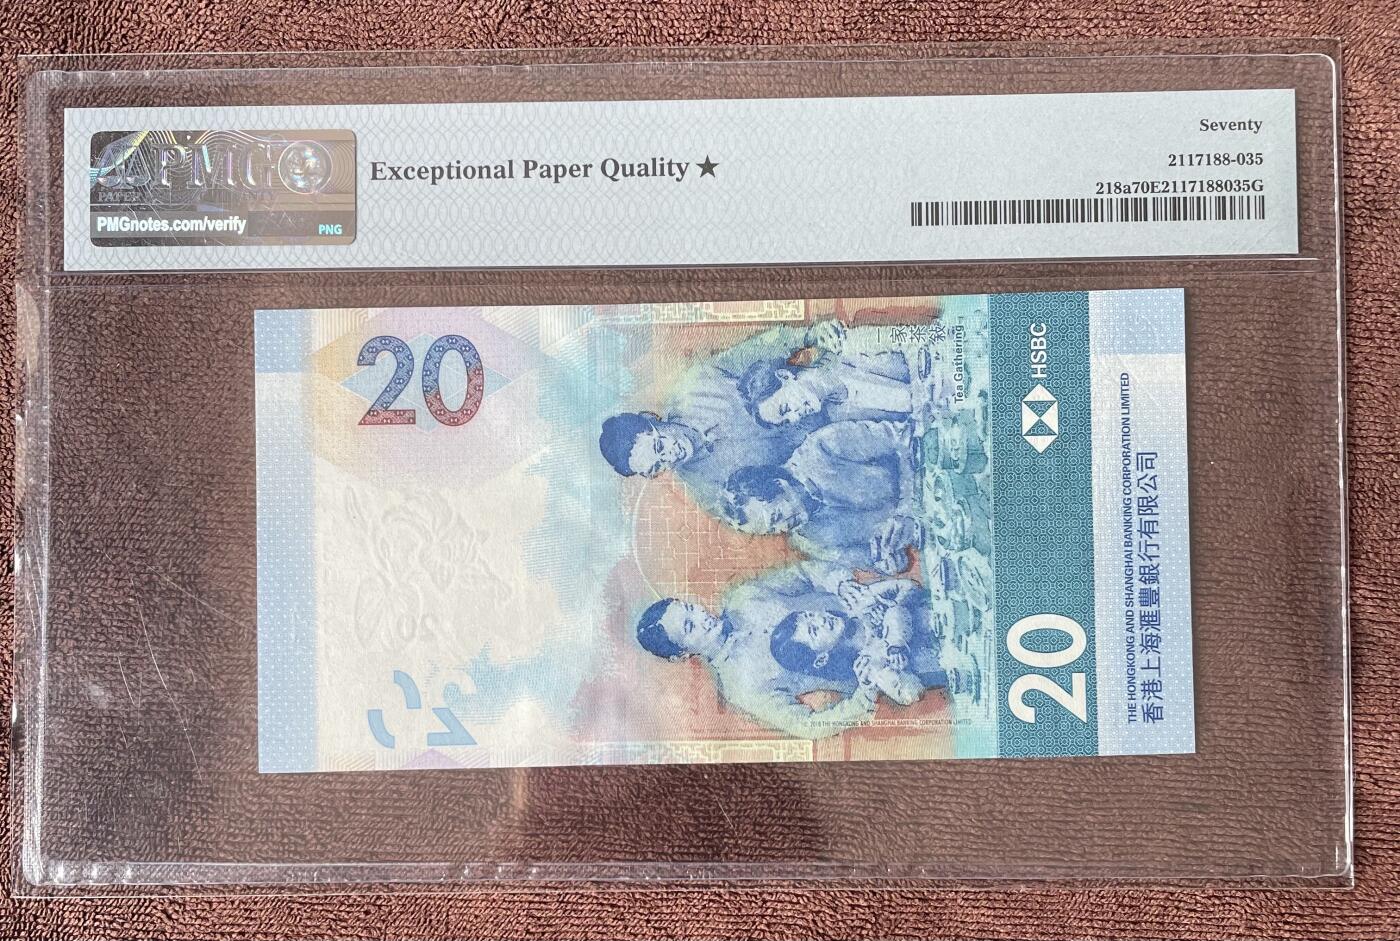 PMG
PAPER
PMGnotes.com/verify
PNG
Exceptional Paper Quality ★
Seventy
2117188-035
218a70E2117188035G
20
一家茶敍
Tea Gathering
HSBC
20
THE HONGKONG AND SHANGHAI BANKING CORPORATION LIMITED
香港上海滙豐銀行有限公司
© 2018 THE HONGKONG AND SHANGHAI BANKING CORPORATION LIMITED